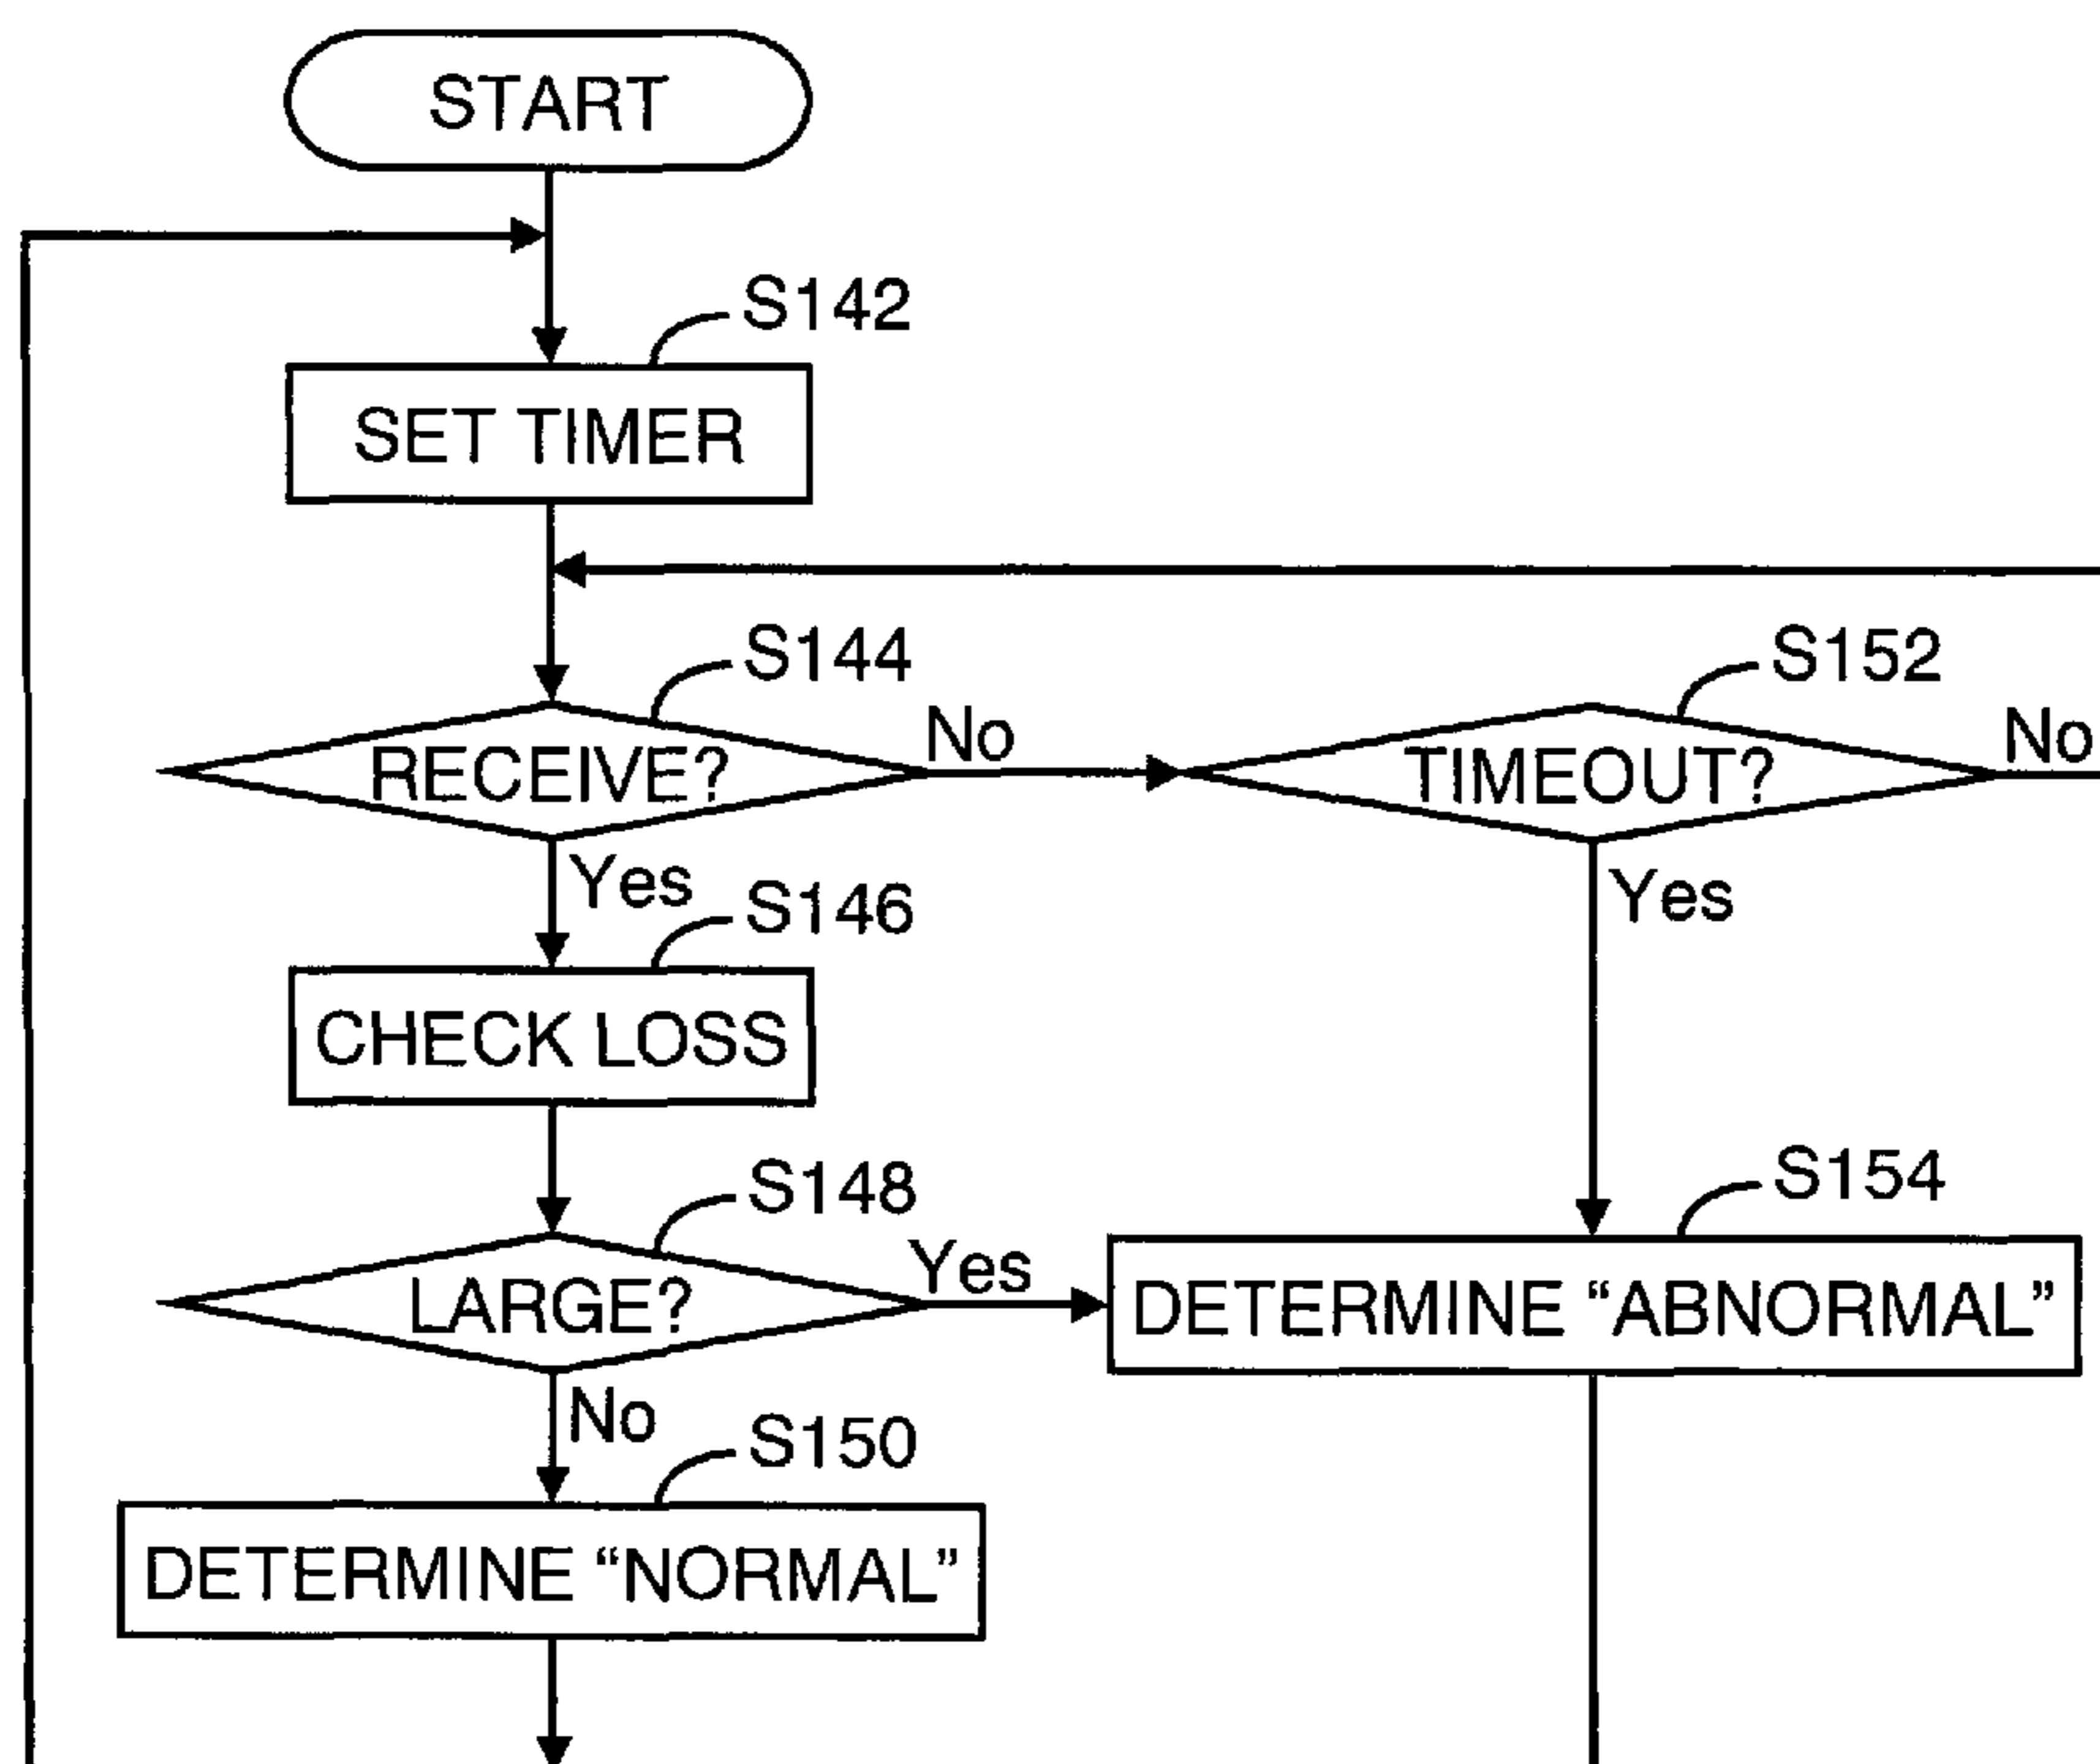 START
S142
SET TIMER
S144
S152
RECEIVE?
No
TIMEOUT?
No
Yes
S146
Yes
CHECK LOSS
S148
S154
LARGE?
Yes
DETERMINE “ABNORMAL”
No
S150
DETERMINE “NORMAL”